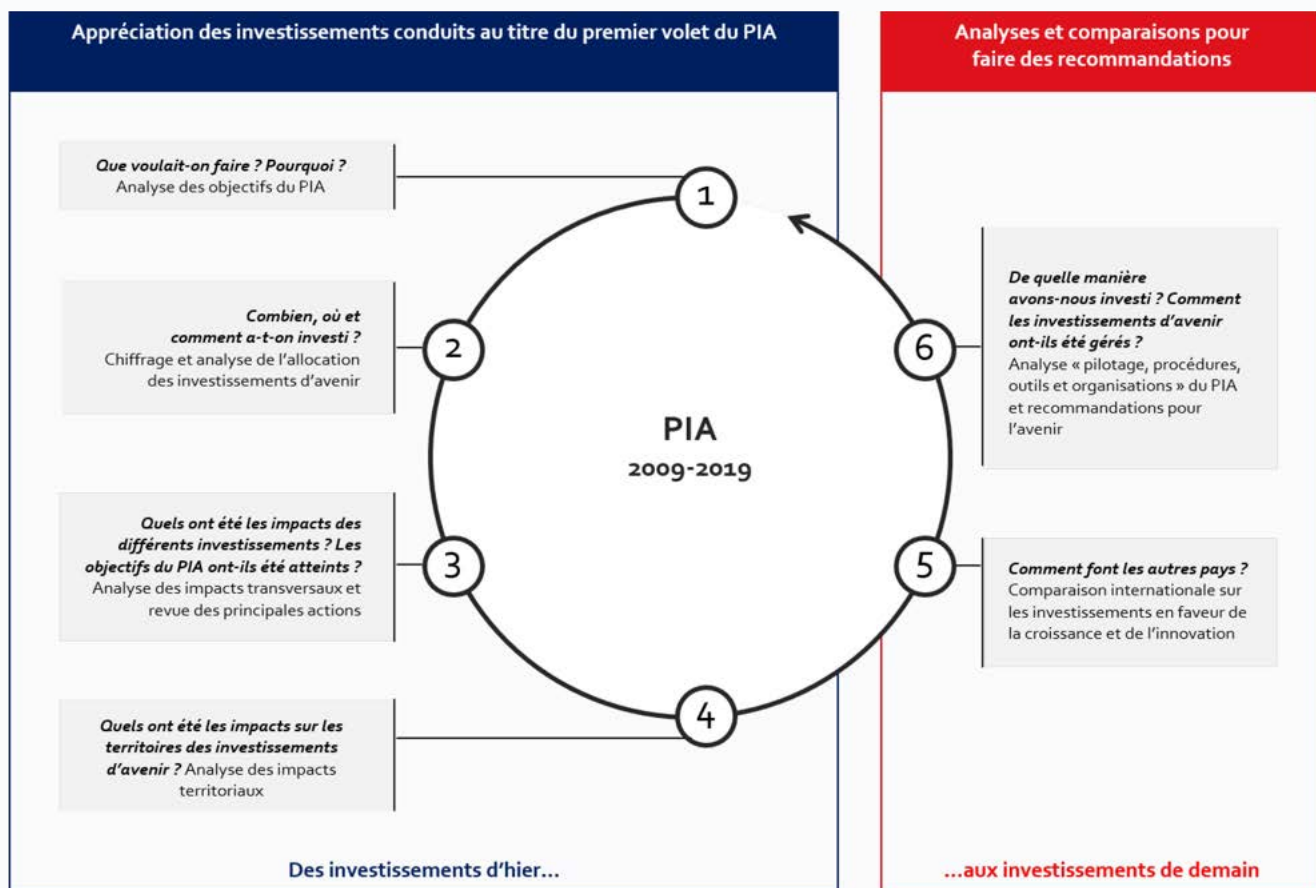 Appréciation des investissements conduits au titre du premier volet du PIA
Analyses et comparaisons pour
faire des recommandations
Que voulait-on faire ? Pourquoi ?
Analyse des objectifs du PIA
1
Combien, où et
comment a-t-on investi ?
Chiffrage et analyse de l'allocation
des investissements d'avenir
2
Quels ont été les impacts des
différents investissements ? Les
objectifs du PIA ont-ils été atteints ?
Analyse des impacts transversaux et
revue des principales actions
3
Quels ont été les impacts sur les
territoires des investissements
d'avenir ? Analyse des impacts
territoriaux
4
PIA
2009-2019
5
Comment font les autres pays ?
Comparaison internationale sur
les investissements en faveur de
la croissance et de l'innovation
6
De quelle manière
avons-nous investi ? Comment
les investissements d'avenir
ont-ils été gérés ?
Analyse « pilotage, procédures,
outils et organisations » du PIA
et recommandations pour
l'avenir
Des investissements d'hier...
...aux investissements de demain